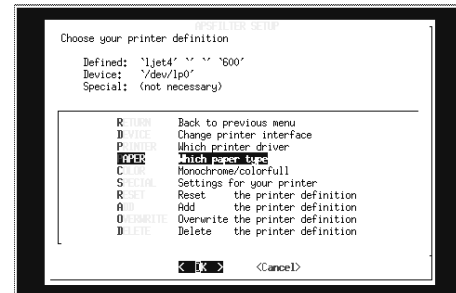 APSFILTER SETUP
Choose your printer definition
Defined: `ljet4´ `´ `´ `600´
Device: `/dev/lp0´
Special: (not necessary)
RETURN Back to previous menu
DEVICE Change printer interface
PRINTER Which printer driver
PAPER Which paper type
COLOR Monochrome/colorfull
SPECIAL Settings for your printer
RESET Reset the printer definition
ADD Add the printer definition
OVERWRITE Overwrite the printer definition
DELETE Delete the printer definition
< OK > <Cancel>